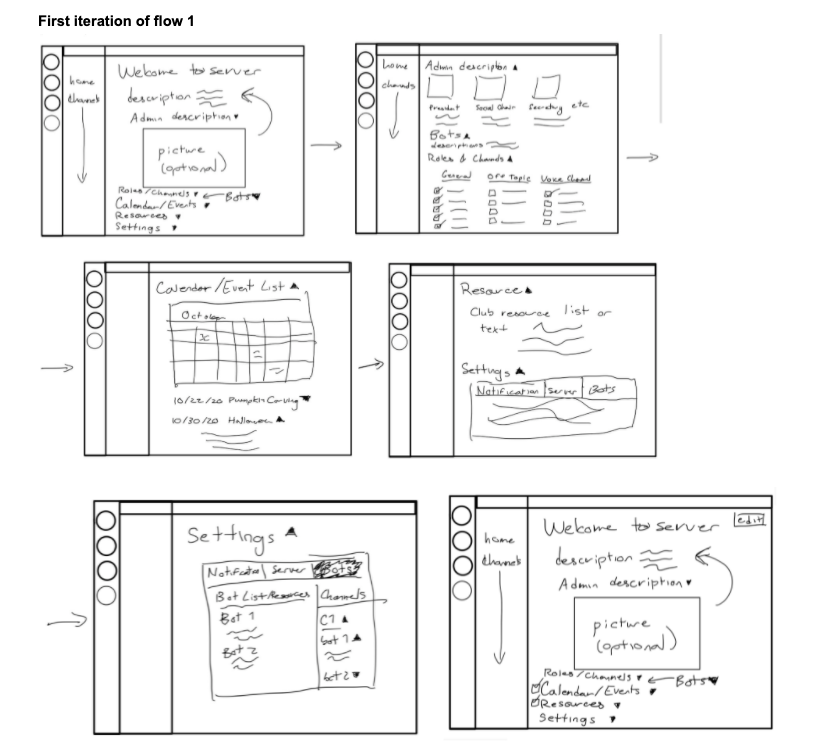 First iteration of flow 1
Welcome to server
home
channels
description
Admin description
picture
(optional)
Roles/Channels
Bots
Calendar/Events
Resources
Settings
home
channels
Admin description
President
Social Chair
Secretary
etc
Bots
descriptions
Roles & Channels
General
Off Topic
Voice Channel
Calendar/Event List
October
x
10/22/20 Pumpkin Carving
10/30/20 Halloween
Resources
Club resource list or
text
Settings
Notification
Server
Bots
Settings
Notification
Server
Bots
Bot List/Resources
Channels
Bot 1
C1
bot 1
Bot 2
bot 2
Welcome to server
edit
home
channels
description
Admin description
picture
(optional)
Roles/Channels
Bots
Calendar/Events
Resources
Settings